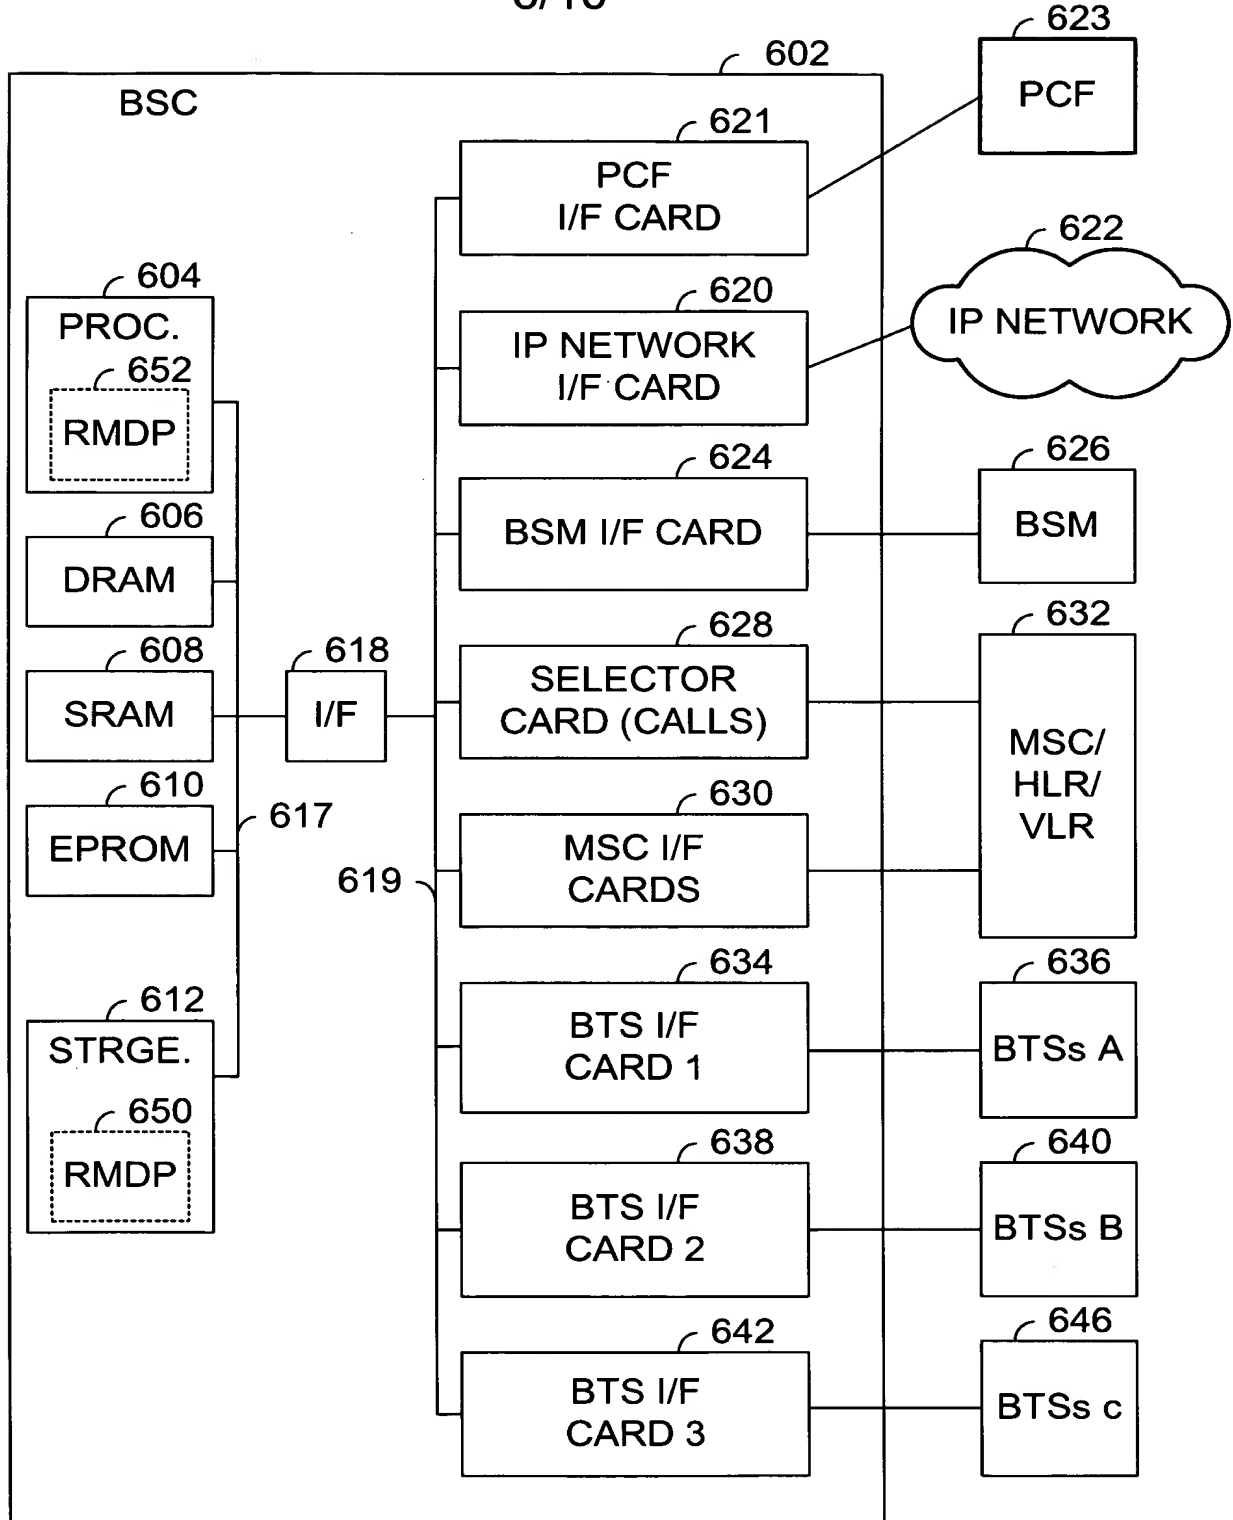 602
BSC
623
PCF
621
PCF
I/F CARD
622
IP NETWORK
620
IP NETWORK
I/F CARD
604
PROC.
652
RMDP
624
BSM I/F CARD
626
BSM
606
DRAM
628
SELECTOR
CARD (CALLS)
632
MSC/
HLR/
VLR
608
SRAM
618
I/F
610
EPROM
617
630
MSC I/F
CARDS
619
634
BTS I/F
CARD 1
636
BTSs A
612
STRGE.
650
RMDP
638
BTS I/F
CARD 2
640
BTSs B
642
BTS I/F
CARD 3
646
BTSs c